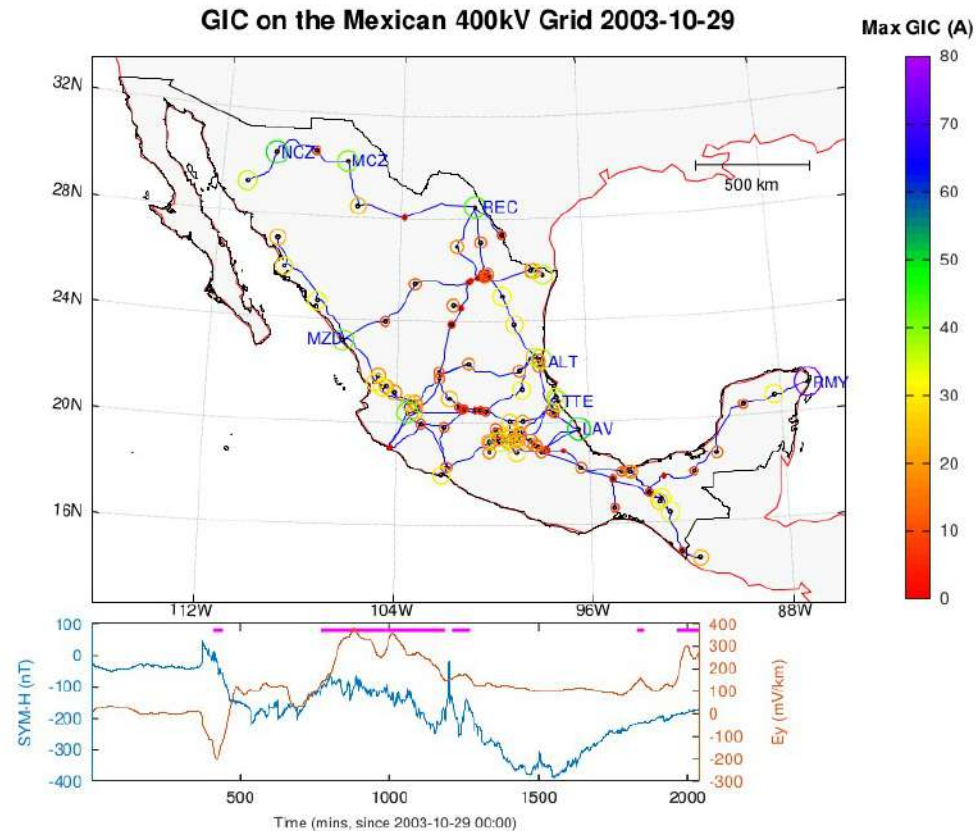 GIC on the Mexican 400kV Grid 2003-10-29
Max GIC (A)
80
70
60
50
40
30
20
10
0
32N
28N
24N
20N
16N
112W
104W
96W
88W
500 km
NCZ
MCZ
REC
MZD
ALT
TTE
LAV
RMY
100
0
-100
-200
-300
-400
SYM-H (nT)
400
300
200
100
0
-100
-200
-300
Ey (mV/km)
500
1000
1500
2000
Time (mins, since 2003-10-29 00:00)